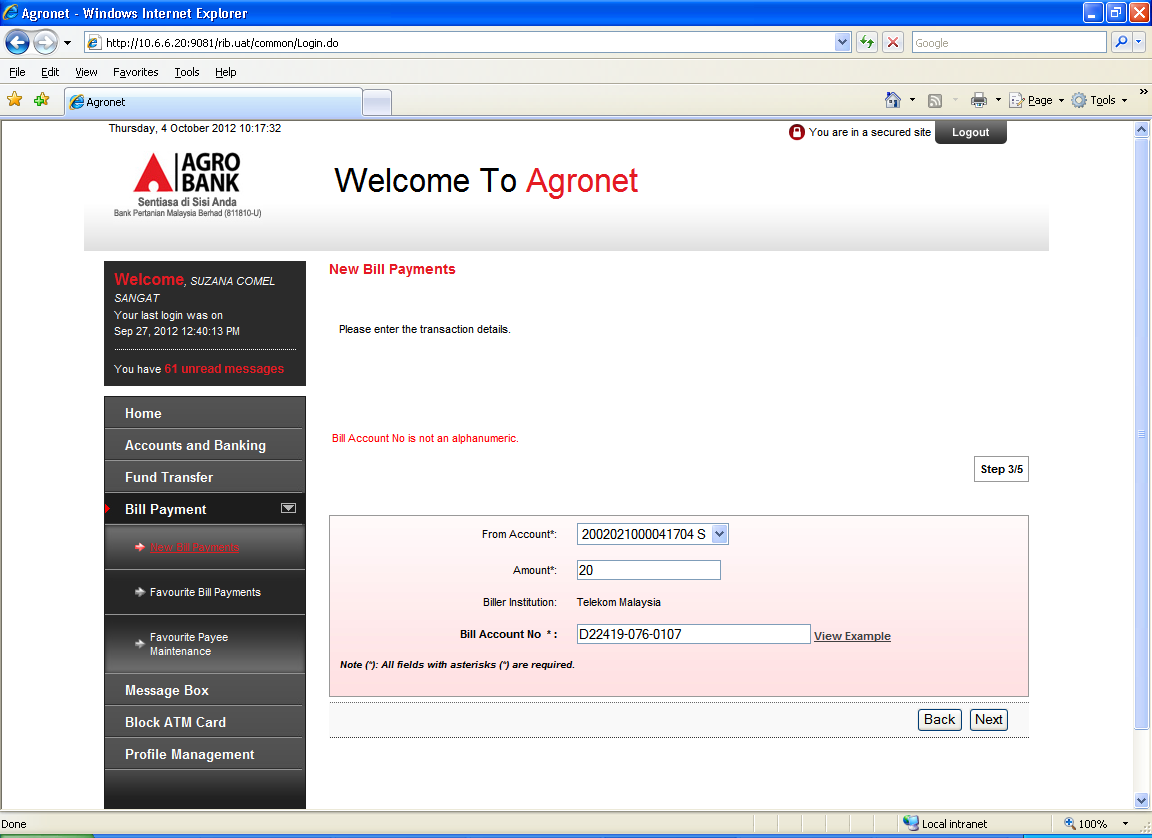 Agronet - Windows Internet Explorer
http://10.6.6.20:9081/rib.uat/common/Login.do
Google
File Edit View Favorites Tools Help
Agronet
Page Tools »
Thursday, 4 October 2012 10:17:32
You are in a secured site
Logout
AGRO
BANK
Sentiasa di Sisi Anda
Bank Pertanian Malaysia Berhad (811810-U)
Welcome To Agronet
Welcome, SUZANA COMEL
SANGAT
Your last login was on
Sep 27, 2012 12:40:13 PM
You have 61 unread messages
Home
Accounts and Banking
Fund Transfer
Bill Payment
New Bill Payments
Favourite Bill Payments
Favourite Payee
Maintenance
Message Box
Block ATM Card
Profile Management
New Bill Payments
Please enter the transaction details.
Bill Account No is not an alphanumeric.
Step 3/5
From Account*: 2002021000041704 S
Amount*: 20
Biller Institution: Telekom Malaysia
Bill Account No * : D22419-076-0107 View Example
Note (*): All fields with asterisks (*) are required.
Back Next
Done
Local intranet
100%